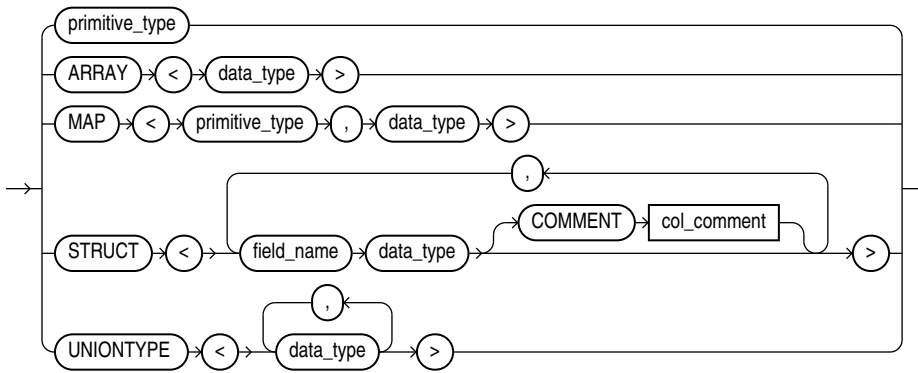 primitive_type
ARRAY < data_type >
MAP < primitive_type , data_type >
,
COMMENT col_comment
STRUCT < field_name data_type >
,
UNIONTYPE < data_type >